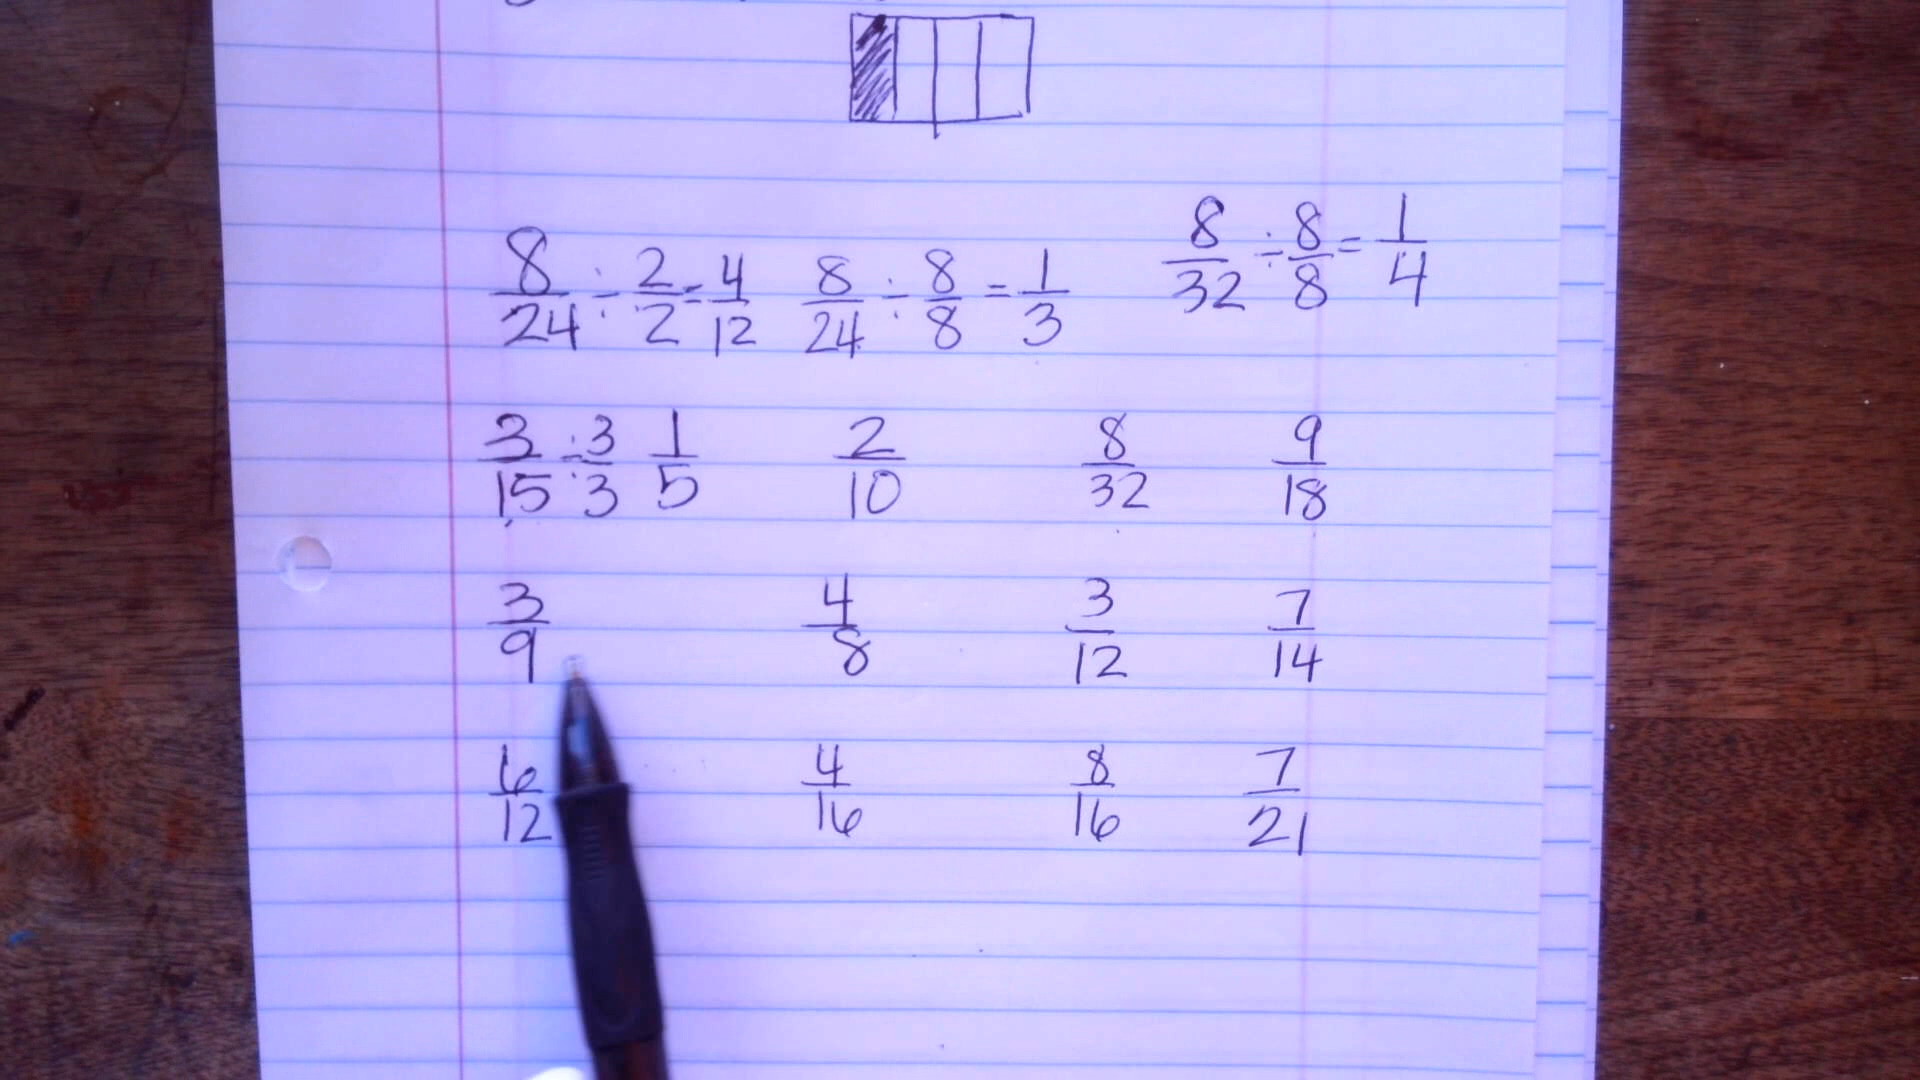 8/24 ÷ 2/2 = 4/12 8/24 ÷ 8/8 = 1/3 8/32 ÷ 8/8 = 1/4
3/15 ÷ 3/3 1/5 2/10 8/32 9/18
3/9 4/8 3/12 7/14
6/12 4/16 8/16 7/21